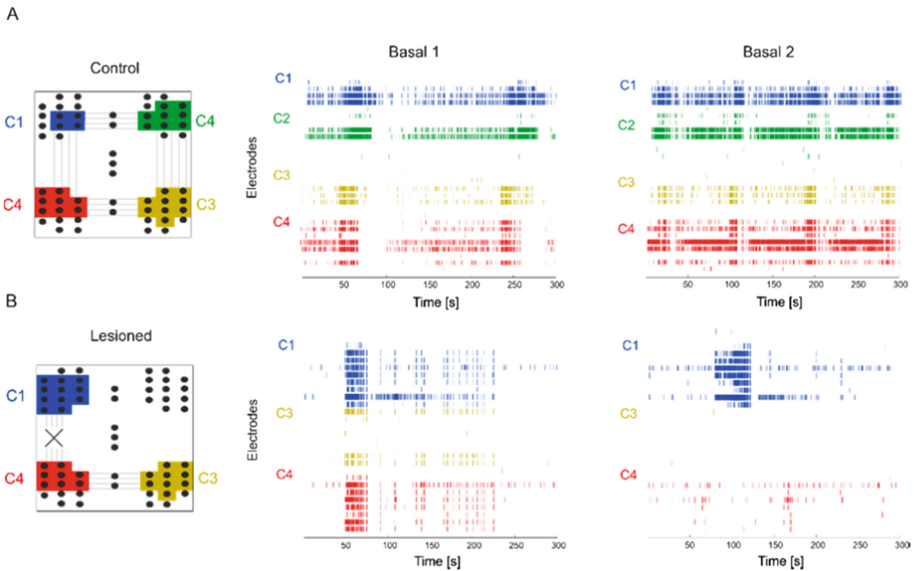 A
Control
C1
C4
C4
C3
Basal 1
Basal 2
C1
C2
C3
C4
Electrodes
50 100 150 200 250 300
Time [s]
C1
C2
C3
C4
50 100 150 200 250 300
Time [s]
B
Lesioned
C1
C4
C3
C1
C3
C4
Electrodes
50 100 150 200 250 300
Time [s]
C1
C3
C4
50 100 150 200 250 300
Time [s]